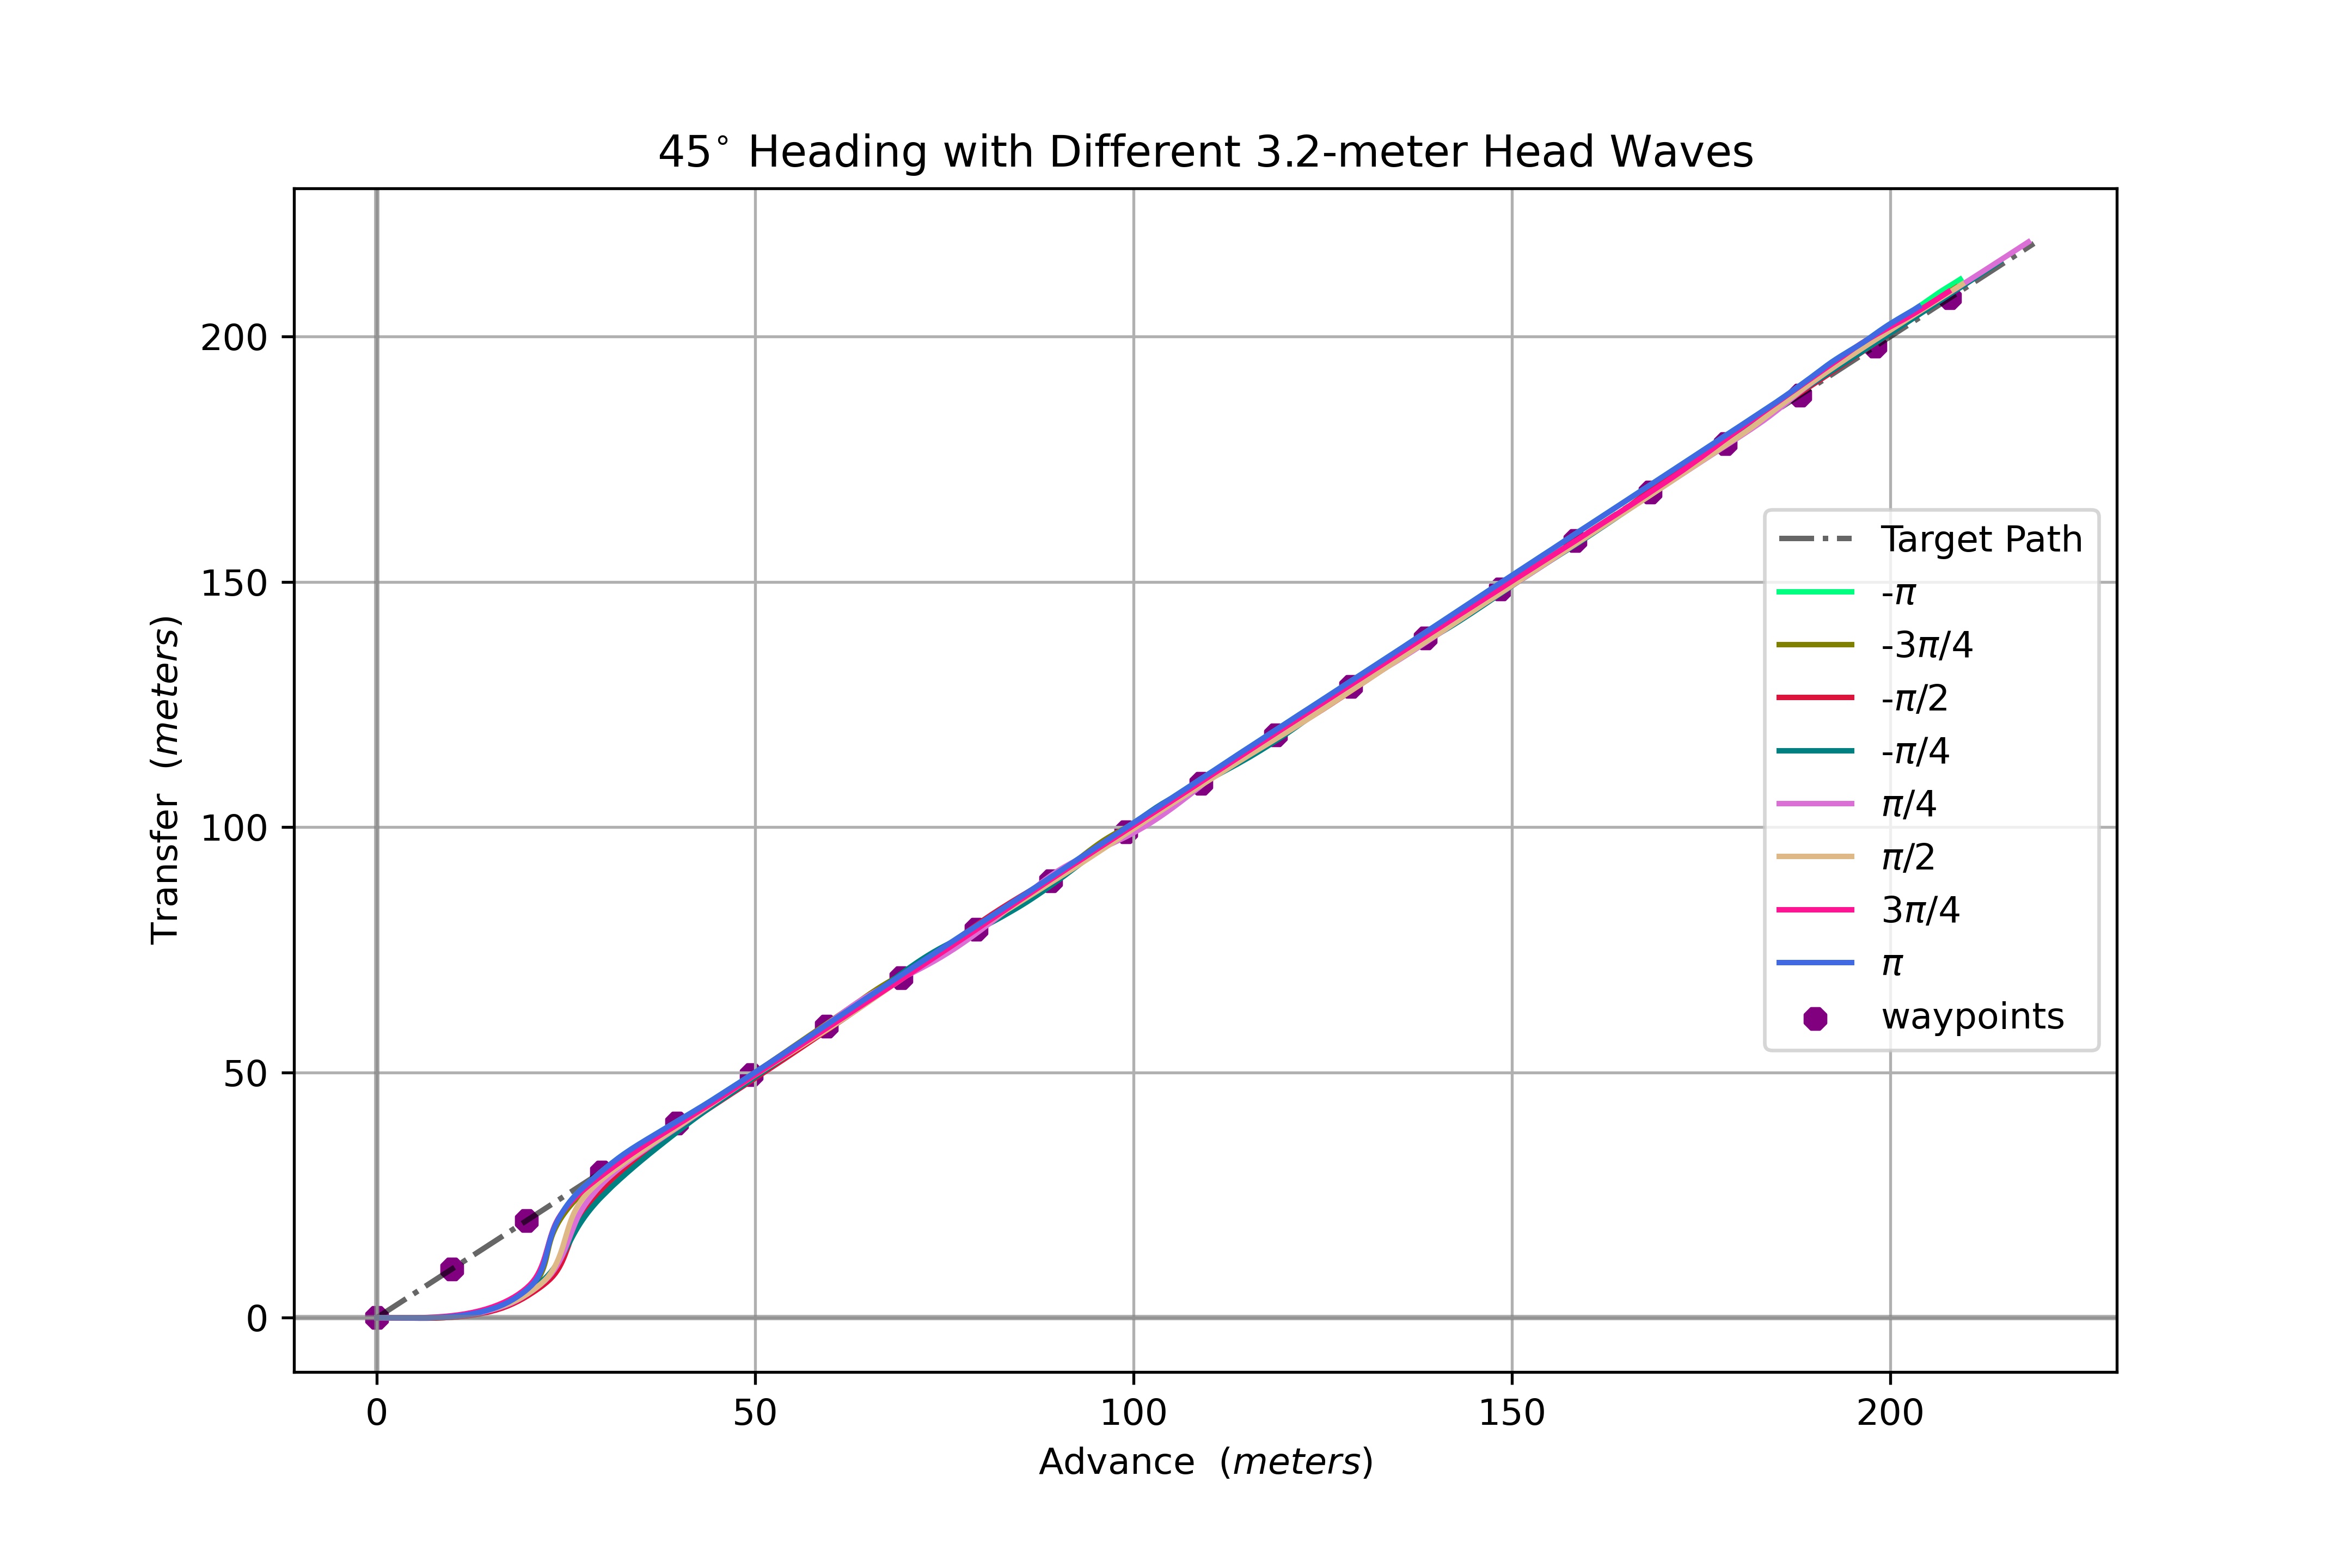 45° Heading with Different 3.2-meter Head Waves
200
150
100
50
0
Transfer (meters)
0 50 100 150 200
Advance (meters)
Target Path
-π
-3π/4
-π/2
-π/4
π/4
π/2
3π/4
π
waypoints